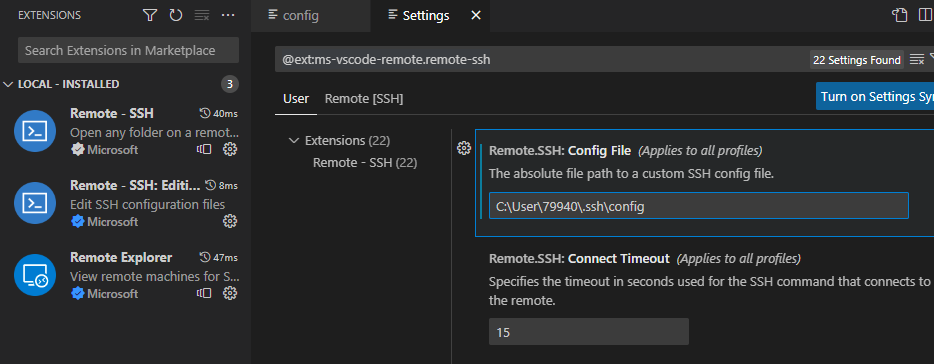 EXTENSIONS
Search Extensions in Marketplace
LOCAL - INSTALLED 3
Remote - SSH 40ms
Open any folder on a remot...
Microsoft
Remote - SSH: Editi... 8ms
Edit SSH configuration files
Microsoft
Remote Explorer 47ms
View remote machines for S...
Microsoft
config
Settings
@ext:ms-vscode-remote.remote-ssh
22 Settings Found
User Remote [SSH]
Turn on Settings Sy
Extensions (22)
Remote - SSH (22)
Remote.SSH: Config File (Applies to all profiles)
The absolute file path to a custom SSH config file.
C:\User\79940\.ssh\config
Remote.SSH: Connect Timeout (Applies to all profiles)
Specifies the timeout in seconds used for the SSH command that connects to
the remote.
15